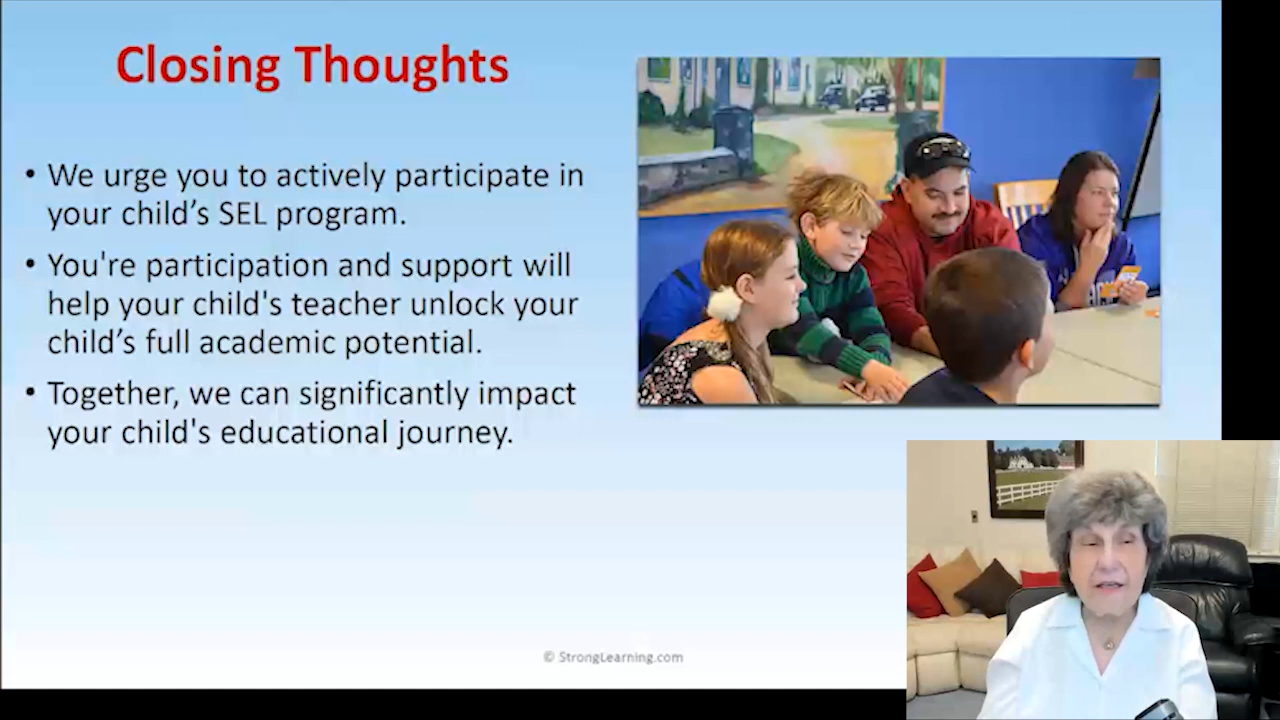 Closing Thoughts
• We urge you to actively participate in
your child’s SEL program.
• You're participation and support will
help your child's teacher unlock your
child’s full academic potential.
• Together, we can significantly impact
your child's educational journey.
© StrongLearning.com